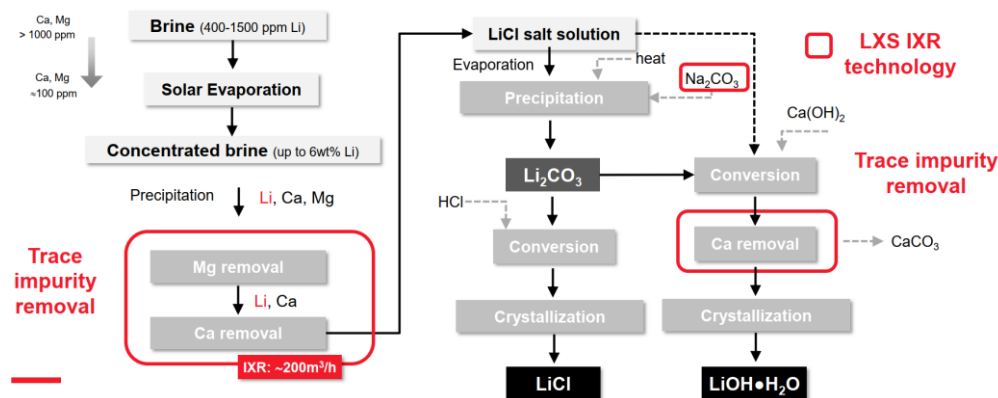 Ca, Mg
> 1000 ppm
Ca, Mg
≈100 ppm
Brine (400-1500 ppm Li)
Solar Evaporation
Concentrated brine (up to 6wt% Li)
Precipitation
Li, Ca, Mg
Trace
impurity
removal
Mg removal
Li, Ca
Ca removal
IXR: ~200m³/h
LiCl salt solution
Evaporation
heat
Na₂CO₃
Precipitation
Li₂CO₃
HCl
Conversion
Crystallization
LiCl
LXS IXR
technology
Ca(OH)₂
Conversion
Trace impurity
removal
Ca removal
CaCO₃
Crystallization
LiOH●H₂O